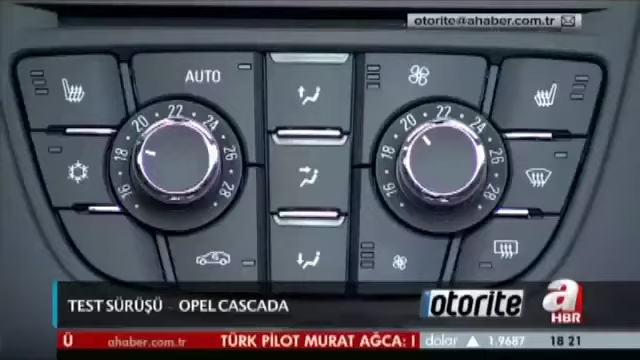 otorite@ahaber.com.tr
AUTO
16 18 20 22 24 26 28
16 18 20 22 24 26 28
TEST SÜRÜŞÜ - OPEL CASCADA
otorite
a
HBR
Ü ahaber.com.tr TÜRK PİLOT MURAT AĞCA: I dolar 1.9687 18 21